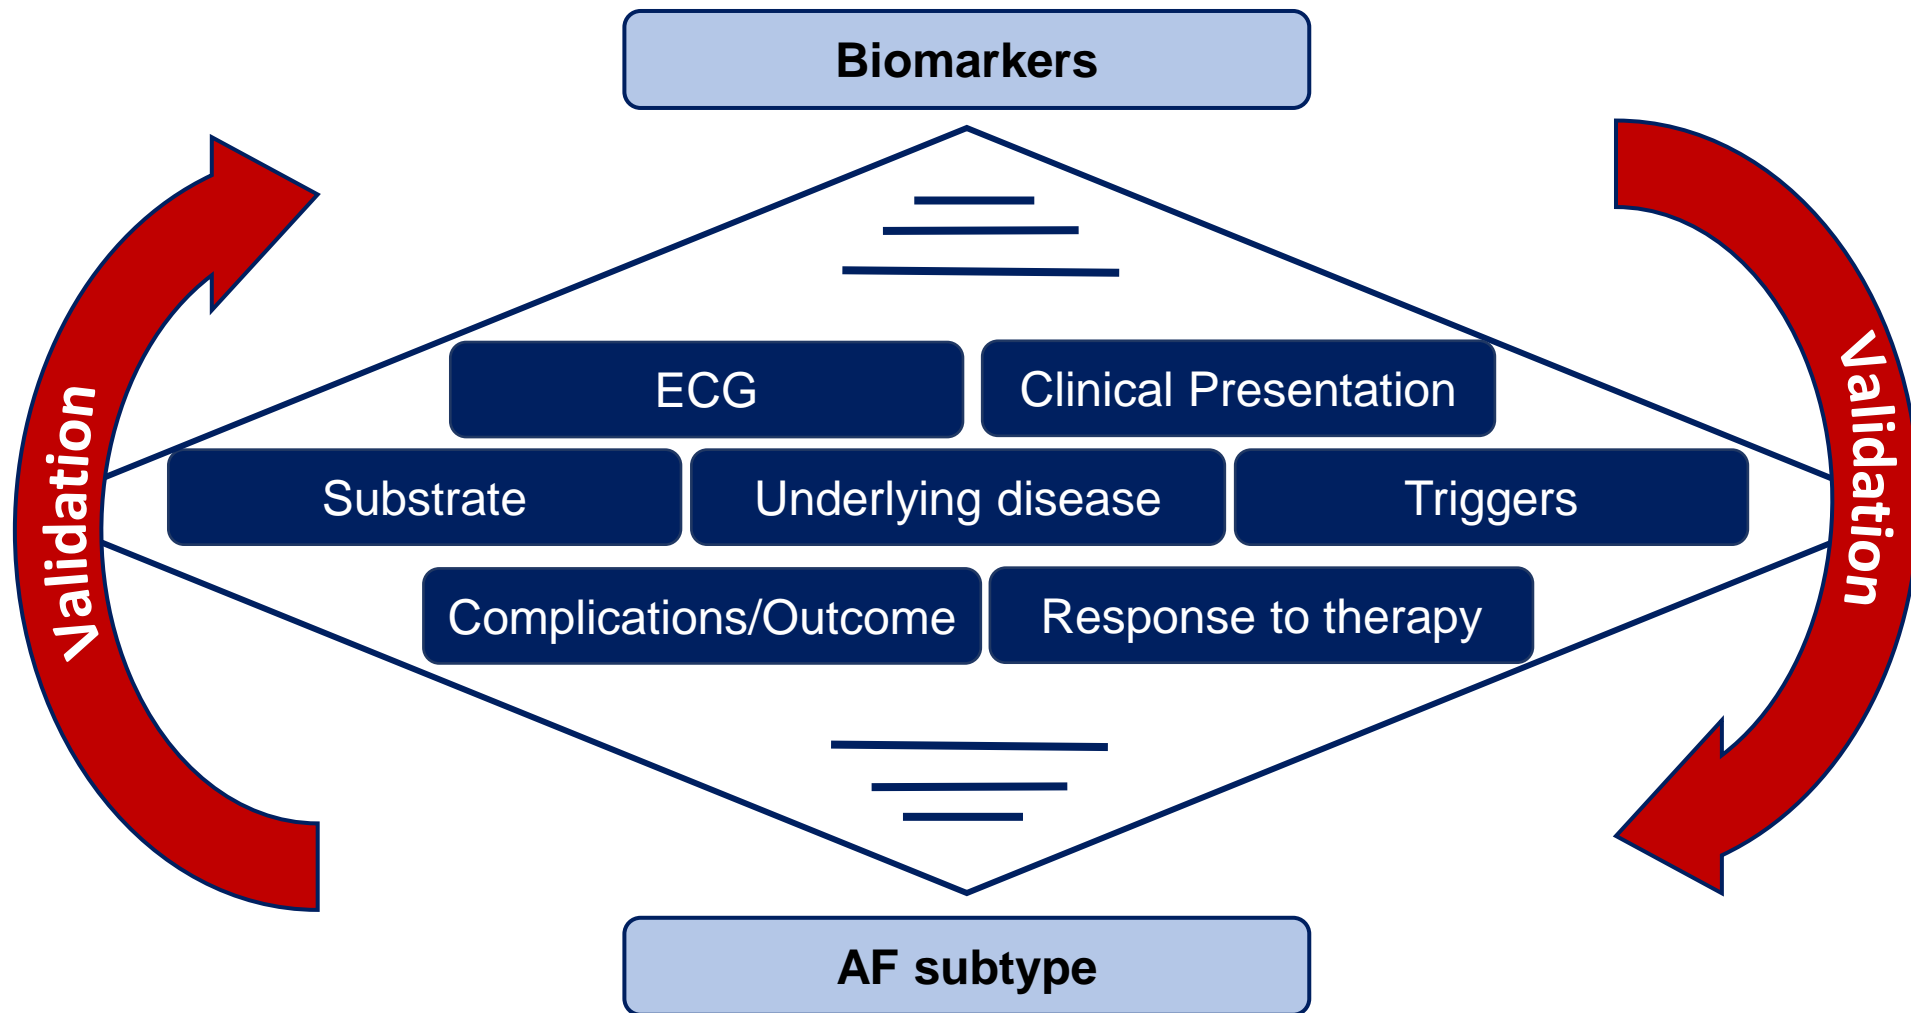 Biomarkers
ECG
Clinical Presentation
Substrate
Underlying disease
Triggers
Complications/Outcome
Response to therapy
Validation
Validation
AF subtype